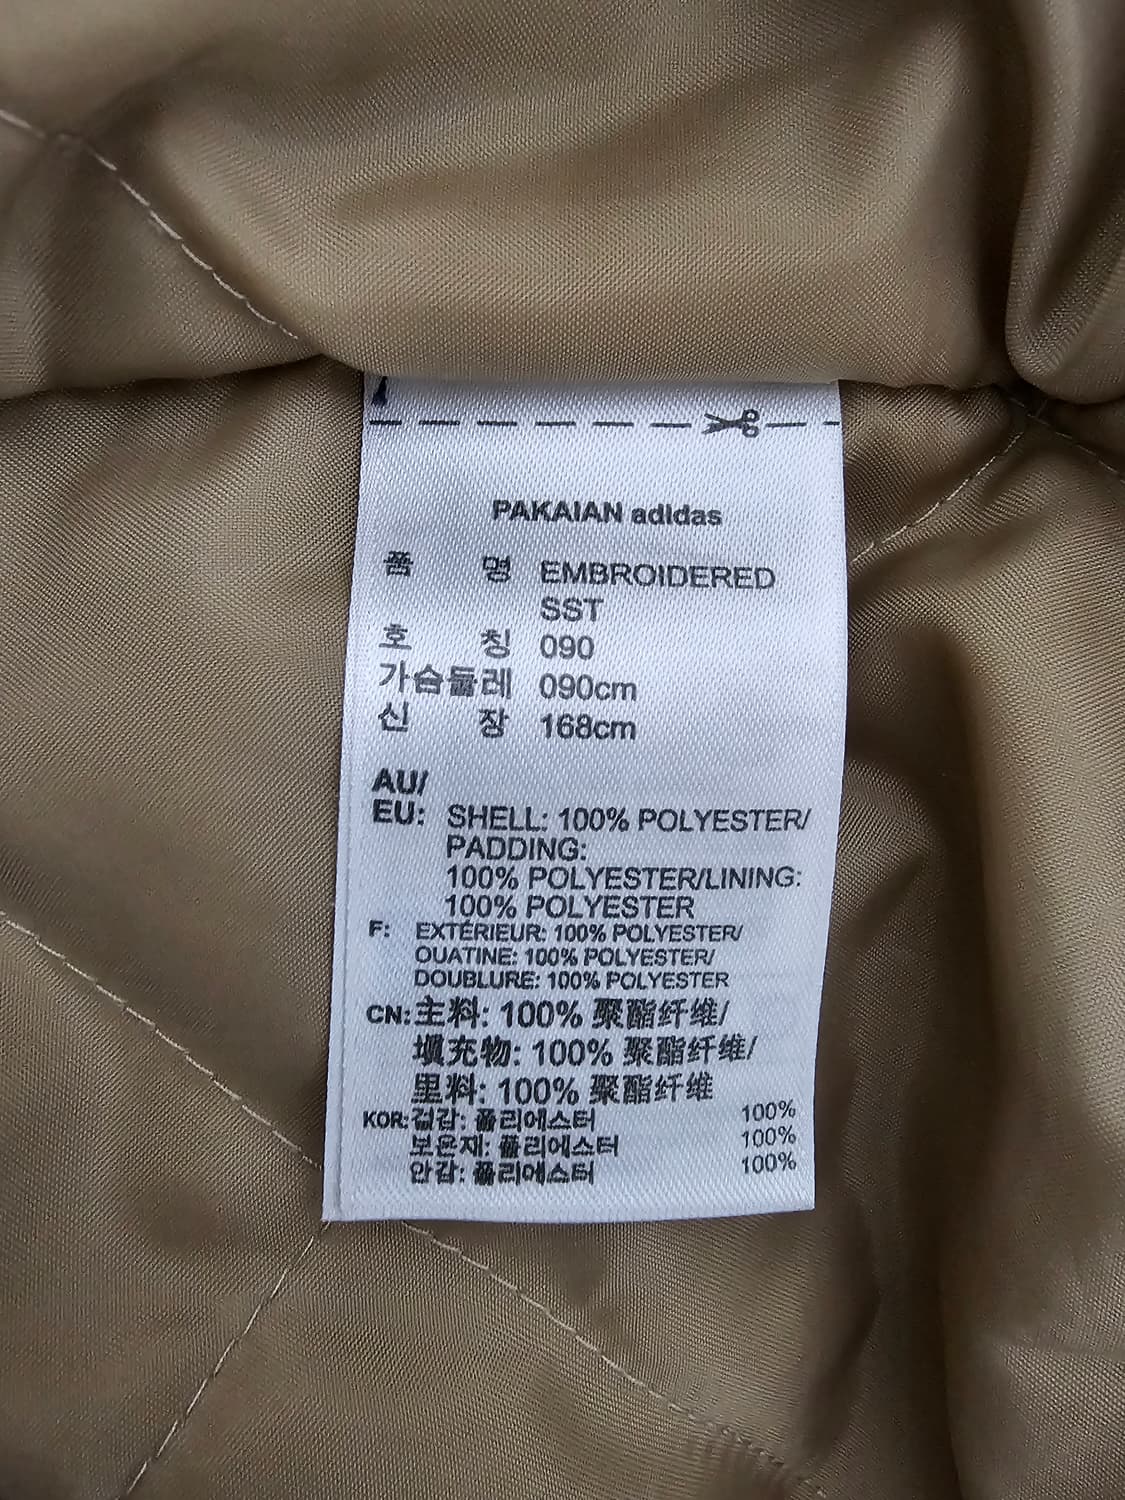 PAKAIAN adidas
품 명 EMBROIDERED
SST
호 칭 090
가슴둘레 090cm
신 장 168cm
AU/
EU: SHELL: 100% POLYESTER/
PADDING:
100% POLYESTER/LINING:
100% POLYESTER
F: EXTÉRIEUR: 100% POLYESTER/
OUATINE: 100% POLYESTER/
DOUBLURE: 100% POLYESTER
CN: 主料: 100% 聚酯纤维/
填充物: 100% 聚酯纤维/
里料: 100% 聚酯纤维
KOR: 겉감: 폴리에스터 100%
보온재: 폴리에스터 100%
안감: 폴리에스터 100%